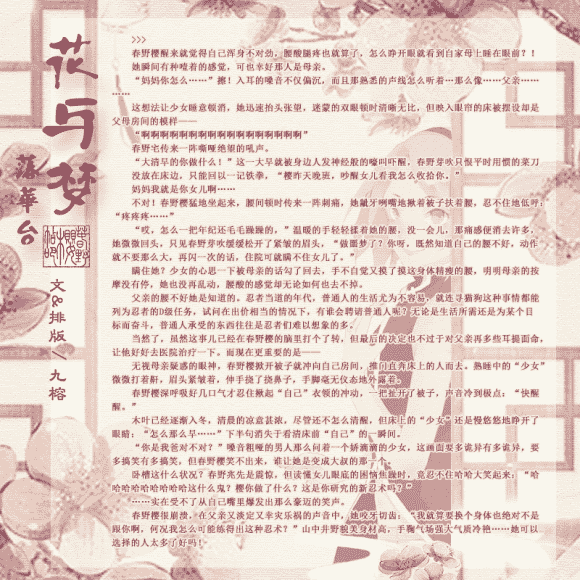 花与梦
落華台
文&排版/九榕
>>>
春野樱醒来就觉得自己浑身不对劲,腰酸腿疼也就算了,怎么睁开眼就看到自家母上睡在眼前?!
她瞬间有种噎着的感觉,可也幸好那人是母亲。
“妈妈你怎么……”擦!入耳的嗓音不仅偏沉,而且那熟悉的声线怎么听着…那么像……父亲……
……
这想法让少女睡意顿消,她迅速抬头张望,迷蒙的双眼顿时清晰无比,但映入眼帘的床被摆却是
父母房间的模样——
“啊啊啊啊啊啊啊啊啊啊啊啊啊啊啊啊啊”
春野宅传来一阵嘶哑绝望的吼声。
“大清早的你做什么!”这一大早就被身边人发神经般的嚎叫吓醒,春野芽吹只恨平时用惯的菜刀
没放在床边,只能回以一记铁拳,“樱昨天晚班,吵醒女儿看我怎么收拾你。”
妈妈我就是你女儿啊……
不对!春野樱猛地坐起来,腰间顿时传来一阵刺痛,她龇牙咧嘴地揪着被子扶着腰,忍不住地低呼:
“疼疼疼……”
“哎,怎么一把年纪还毛毛躁躁的,”温暖的手轻轻揉着她的腰,没一会儿,那痛感便消去许多,
她微微回头,只见春野芽吹缓缓松开了紧皱的眉头,“做噩梦了?你呀,既然知道自己的腰不好,动作
就不要那么大,再闪一次的话,住院可就瞒不住女儿了。”
瞒住她?少女的心思一下被母亲的话勾了回去,手不自觉又摸了摸这身体精瘦的腰,明明母亲的按
摩没有停,她也没再乱动,腰酸的感觉却无论如何也去不掉。
父亲的腰不好她是知道的。忍者当道的年代,普通人的生活尤为不容易,就连寻猫狗这种事情都能
列为忍者的D级任务,试问在出价相当的情况下,有谁会聘请普通人呢?无论是生活所需还是为某个目
标而奋斗,普通人承受的东西往往是忍者们难以想象的多。
当然了,虽然这事儿已经在春野樱的脑里打个了转,但最后的决定也不过于对父亲再多些耳提面命,
让他好好去医院治疗一下。而现在更重要的是——
无视母亲疑惑的眼神,春野樱掀开被子就冲向自己房间,推门直奔床上的人而去。熟睡中的“少女”
微微打着鼾,眉头紧皱着,伸手挠了挠鼻子,手脚毫无仪态地外露着。
春野樱深呼吸好几口气才忍住揪起“自己”衣领的冲动,一把扯开了被子,声音冷到极点:“快醒
醒。”
木叶已经逐渐入冬,清晨的凉意甚浓,尽管还不怎么清醒,但床上的“少女”还是慢悠悠地睁开了
眼睛:“怎么那么早……”下半句消失于看清床前“自己”的一瞬间。
“你是我爸对不对?”嗓音粗哑的男人那么问着一个娇滴滴的少女,这画面要多诡异有多诡异,要
多搞笑有多搞笑,但春野樱笑不出来,谁让她是变成大叔的那一个。
卧槽这什么状况?春野亮先是震惊,但读懂女儿眼底的困恼焦躁时,竟忍不住哈哈大笑起来:“哈
哈哈哈哈哈哈哈哈这什么鬼?樱你做了什么?这是你研究的新忍术吗?”
……实在受不了从自己嘴里爆发出那么豪迈的笑声。
春野樱很崩溃,在父亲又淡定又幸灾乐祸的声音中,她咬牙切齿:“我就算要换个身体也绝对不是
跟你啊,何况我怎么可能练得出这种忍术?”山中井野貌美身材高,手鞠气场强大气质冷艳……她可以
选择的人太多了好吗!